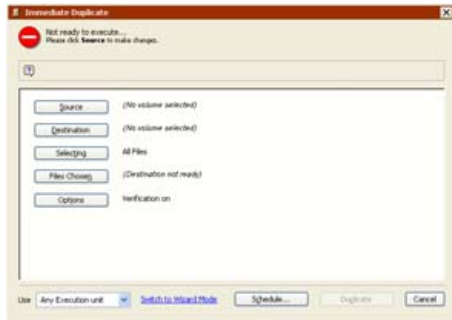 Immediate Duplicate
Not ready to execute...
Please click Source to make changes.
Source (No volume selected)
Destination (No volume selected)
Selecting All Files
Files Chosen (Destination not ready)
Options Verification on
Use Any Execution unit Switch to Wizard Mode Schedule... Duplicate Cancel